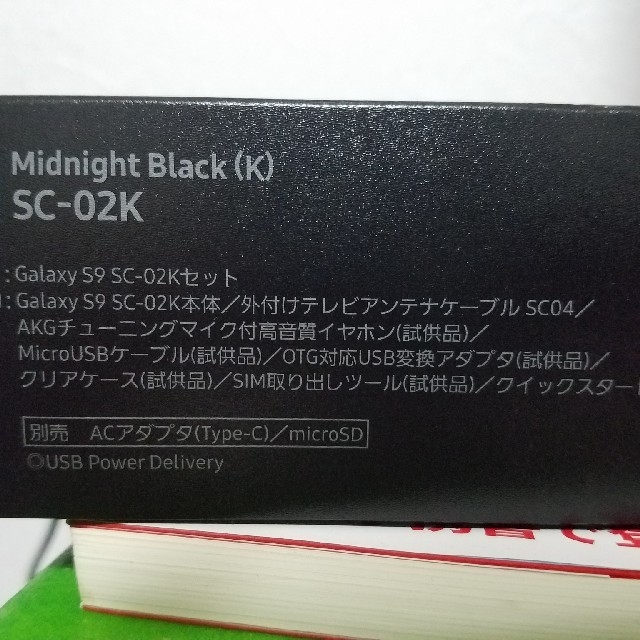 Midnight Black (K)
SC-02K
: Galaxy S9 SC-02Kセット
: Galaxy S9 SC-02K本体／外付けテレビアンテナケーブル SC04／
AKGチューニングマイク付高音質イヤホン(試供品)／
MicroUSBケーブル(試供品)／OTG対応USB変換アダプタ(試供品)／
クリアケース(試供品)／SIM取り出しツール(試供品)／クイックスター
別売 ACアダプタ(Type-C)／microSD
◎USB Power Delivery